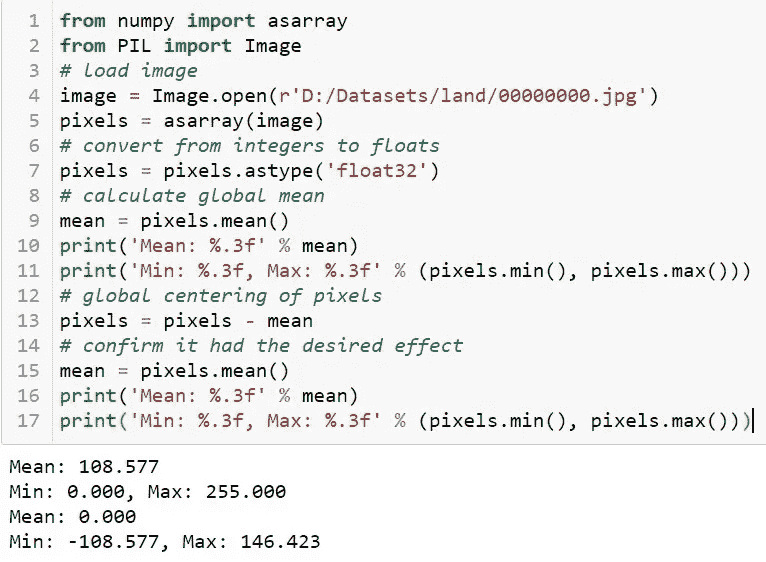 1 from numpy import asarray
2 from PIL import Image
3 # load image
4 image = Image.open(r'D:/Datasets/land/00000000.jpg')
5 pixels = asarray(image)
6 # convert from integers to floats
7 pixels = pixels.astype('float32')
8 # calculate global mean
9 mean = pixels.mean()
10 print('Mean: %.3f' % mean)
11 print('Min: %.3f, Max: %.3f' % (pixels.min(), pixels.max()))
12 # global centering of pixels
13 pixels = pixels - mean
14 # confirm it had the desired effect
15 mean = pixels.mean()
16 print('Mean: %.3f' % mean)
17 print('Min: %.3f, Max: %.3f' % (pixels.min(), pixels.max()))
Mean: 108.577
Min: 0.000, Max: 255.000
Mean: 0.000
Min: -108.577, Max: 146.423